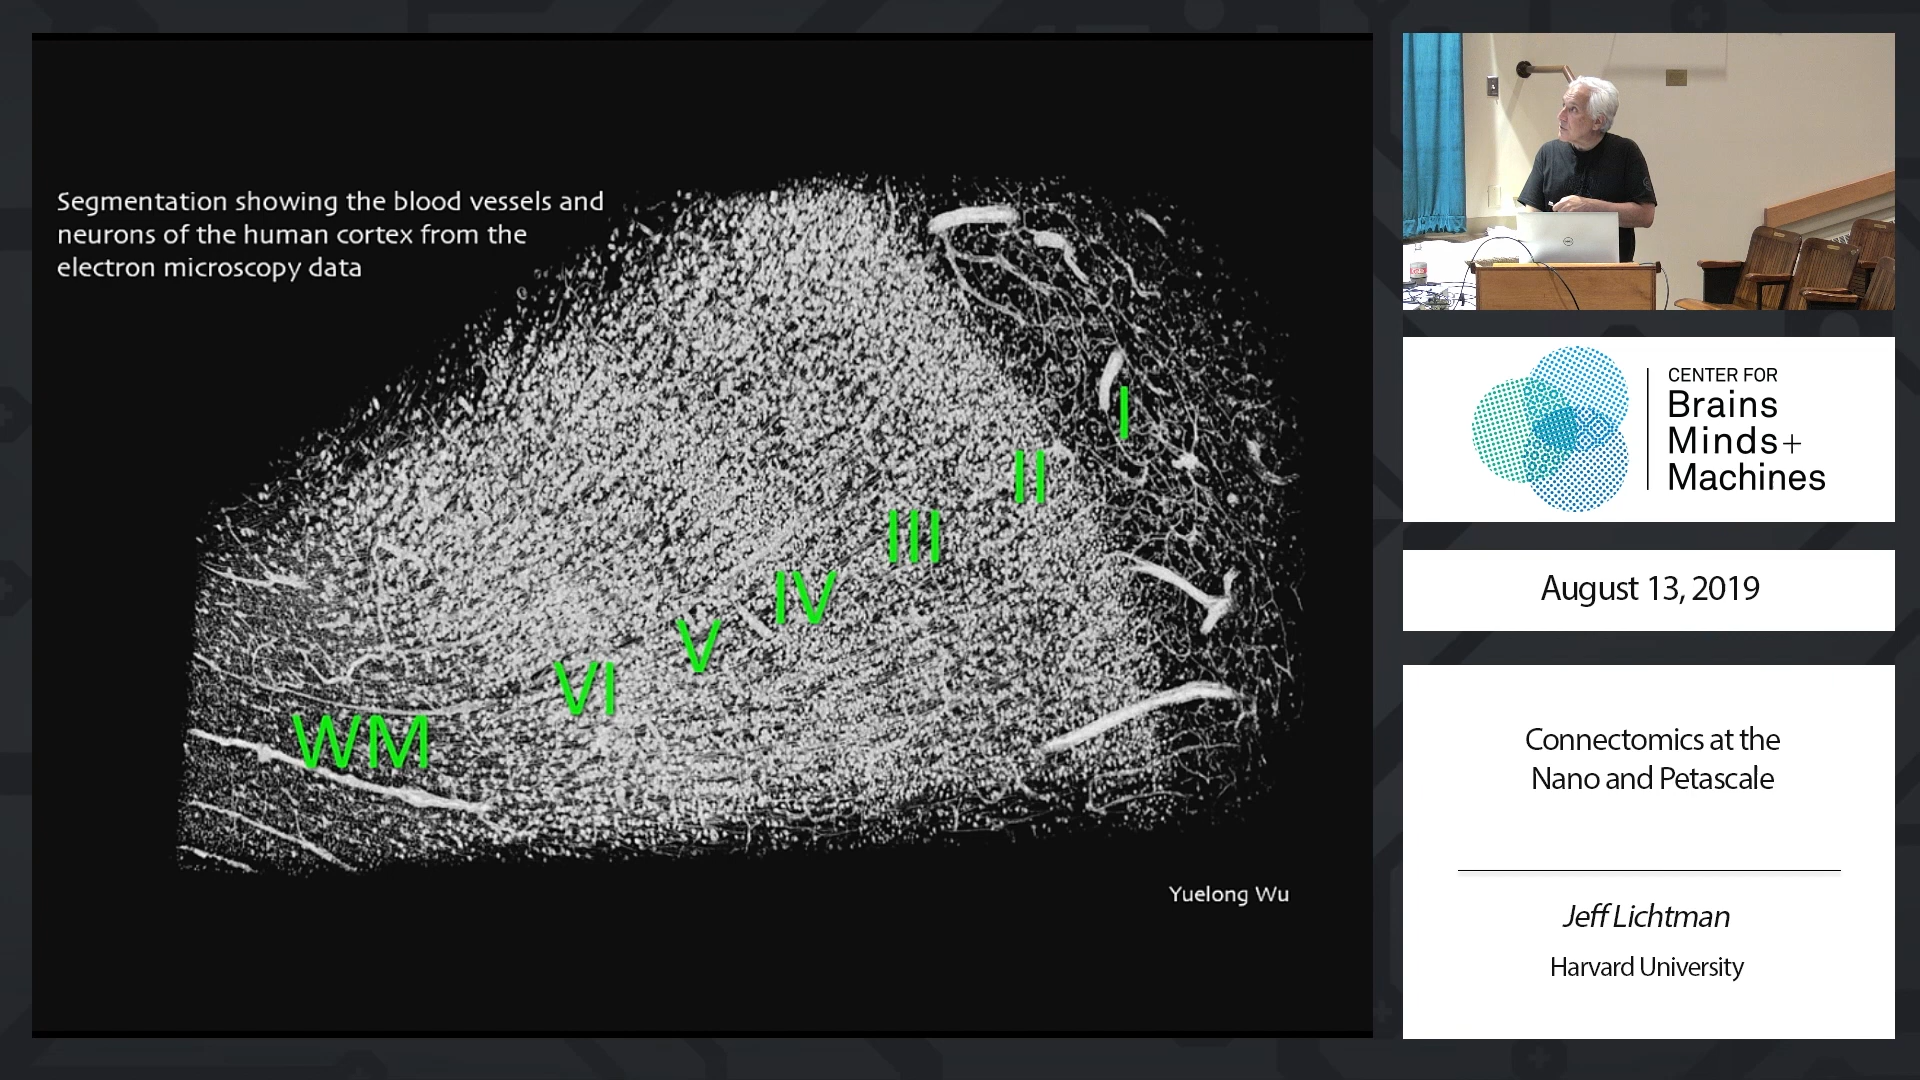 Segmentation showing the blood vessels and
neurons of the human cortex from the
electron microscopy data
I
II
III
IV
V
VI
WM
Yuelong Wu
CENTER FOR
Brains
Minds+
Machines
August 13, 2019
Connectomics at the
Nano and Petascale
Jeff Lichtman
Harvard University